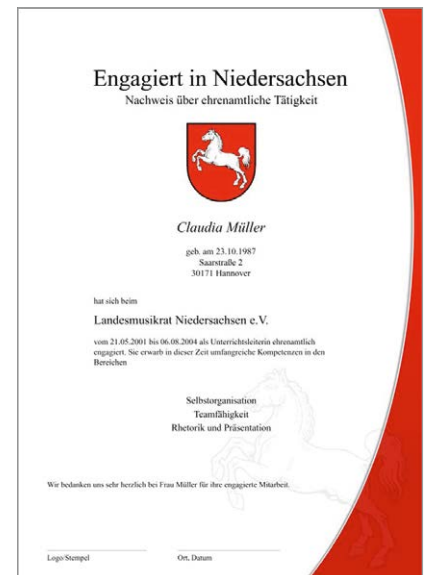 Engagiert in Niedersachsen
Nachweis über ehrenamtliche Tätigkeit
Claudia Müller
geb. am 23.10.1987
Saarstraße 2
30171 Hannover
hat sich beim
Landesmusikrat Niedersachsen e.V.
vom 21.05.2001 bis 06.08.2004 als Unterrichtsleiterin ehrenamtlich
engagiert. Sie erwarb in dieser Zeit umfangreiche Kompetenzen in den
Bereichen
Selbstorganisation
Teamfähigkeit
Rhetorik und Präsentation
Wir bedanken uns sehr herzlich bei Frau Müller für ihre engagierte Mitarbeit.
Logo/Stempel
Ort, Datum